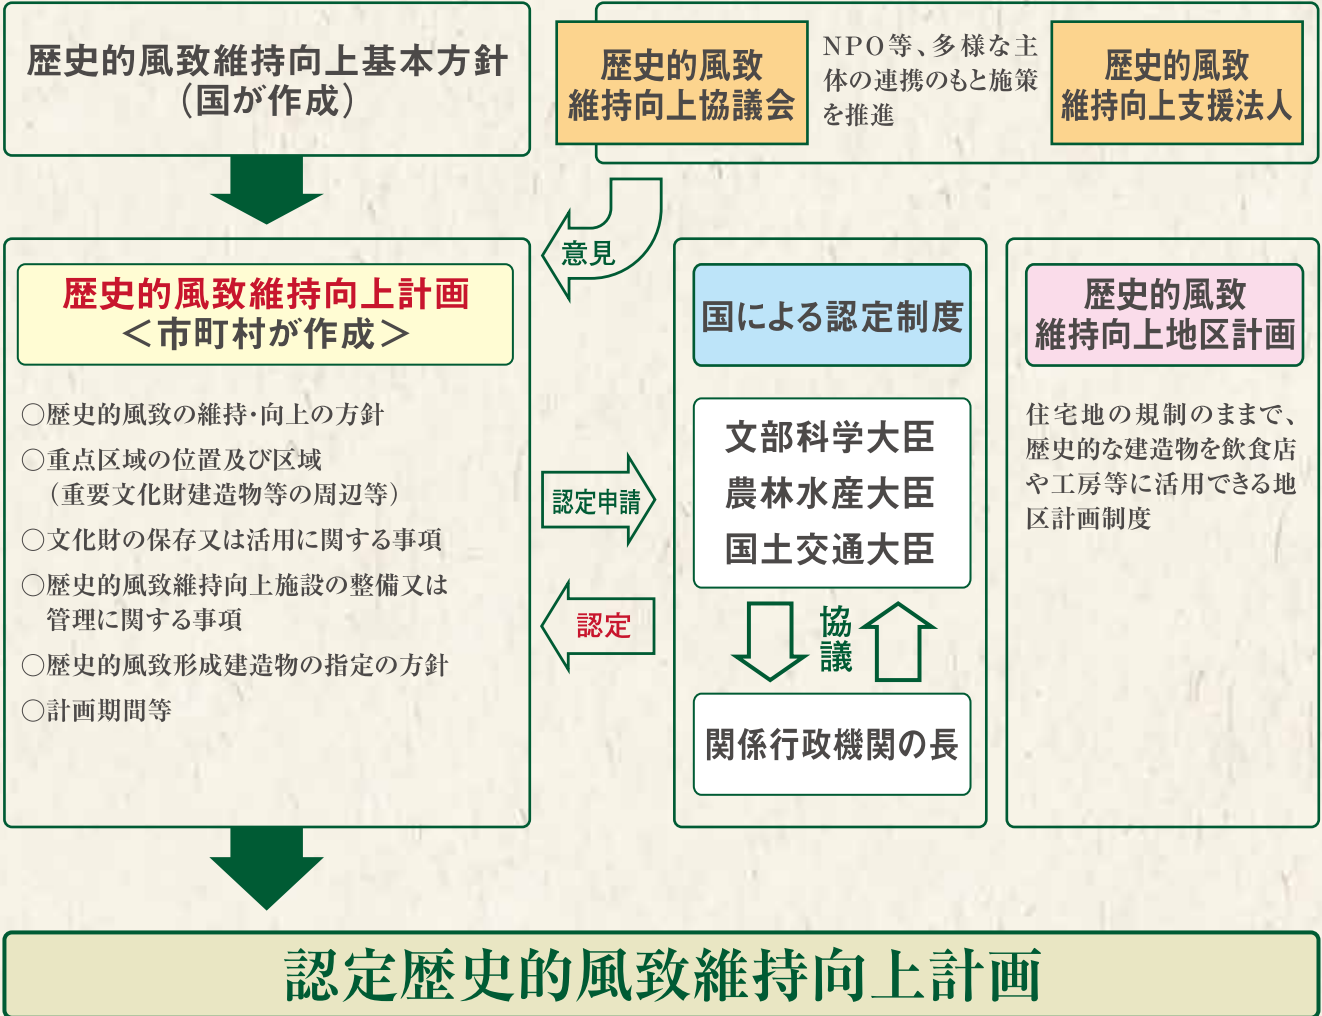 歴史的風致維持向上基本方針
(国が作成)
歴史的風致
維持向上協議会
NPO等、多様な主
体の連携のもと施策
を推進
歴史的風致
維持向上支援法人
意見
歴史的風致維持向上計画
＜市町村が作成＞
○歴史的風致の維持・向上の方針
○重点区域の位置及び区域
（重要文化財建造物等の周辺等）
○文化財の保存又は活用に関する事項
○歴史的風致維持向上施設の整備又は
管理に関する事項
○歴史的風致形成建造物の指定の方針
○計画期間等
認定申請
認定
国による認定制度
文部科学大臣
農林水産大臣
国土交通大臣
協
議
関係行政機関の長
歴史的風致
維持向上地区計画
住宅地の規制のままで、
歴史的な建造物を飲食店
や工房等に活用できる地
区計画制度
認定歴史的風致維持向上計画